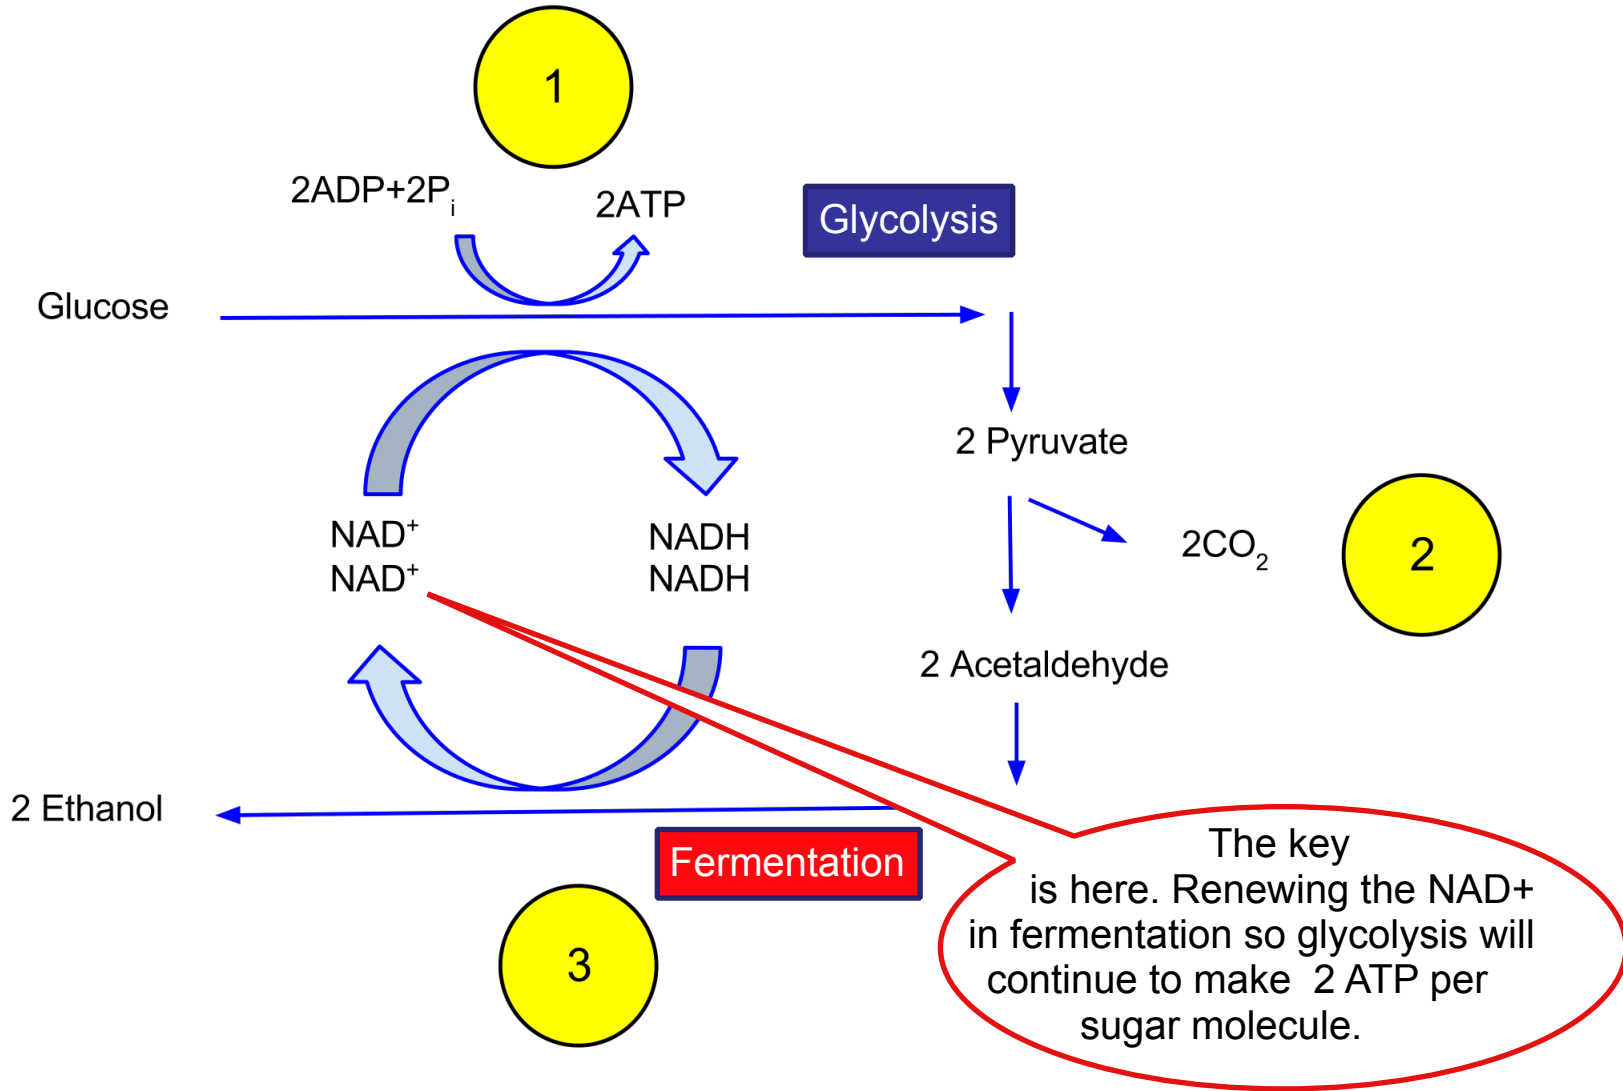 1
2ADP+2Pi
2ATP
Glycolysis
Glucose
2 Pyruvate
NAD+
NAD+
NADH
NADH
2CO2
2
2 Acetaldehyde
2 Ethanol
Fermentation
3
The key
is here. Renewing the NAD+
in fermentation so glycolysis will
continue to make 2 ATP per
sugar molecule.